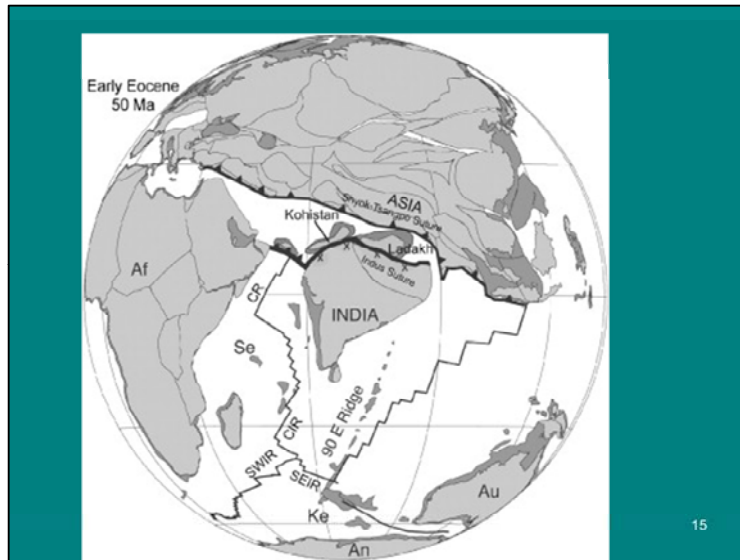 Early Eocene
50 Ma
ASIA
Shyok-Tsangpo Suture
Kohistan
Ladakh
Indus Suture
Af
CR
INDIA
Se
90 E Ridge
CIR
SWIR
SEIR
Au
Ke
An
15